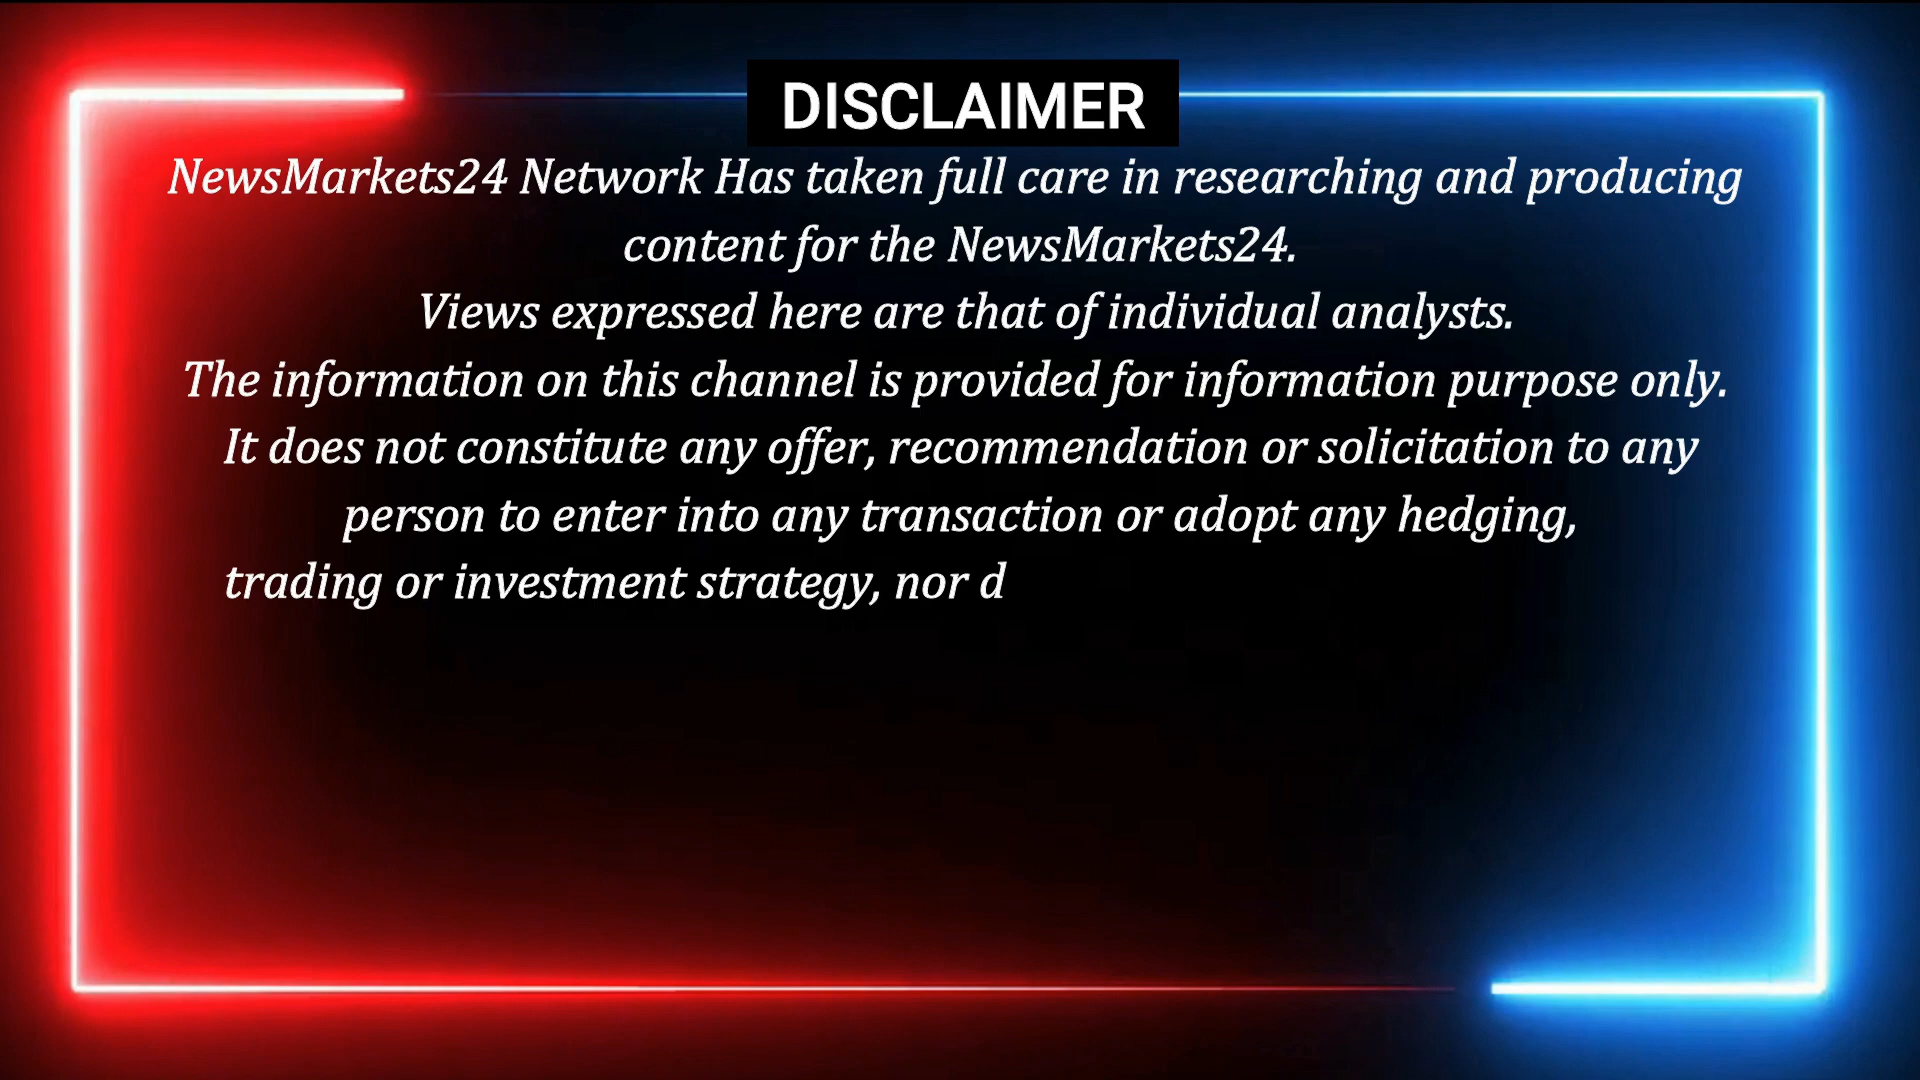 DISCLAIMER
NewsMarkets24 Network Has taken full care in researching and producing
content for the NewsMarkets24.
Views expressed here are that of individual analysts.
The information on this channel is provided for information purpose only.
It does not constitute any offer, recommendation or solicitation to any
person to enter into any transaction or adopt any hedging,
trading or investment strategy, nor d